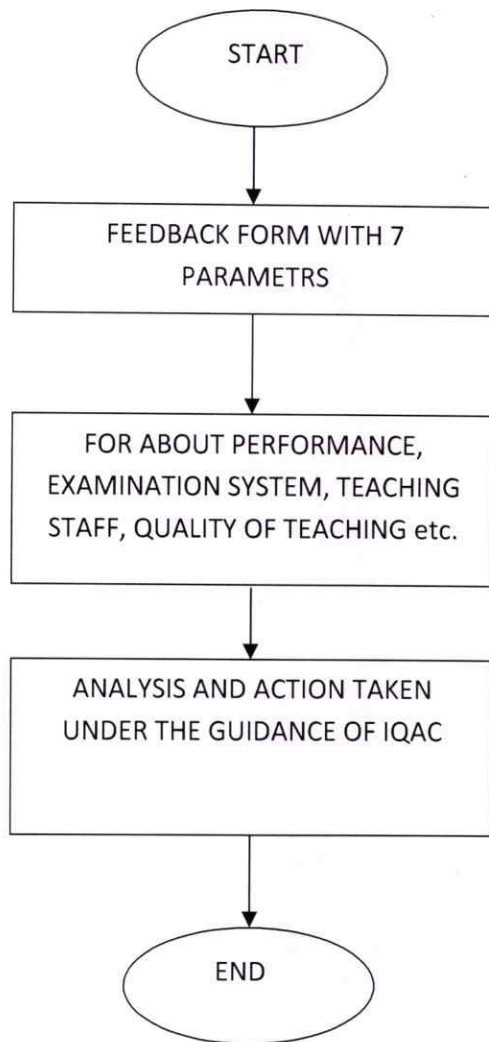 START
FEEDBACK FORM WITH 7
PARAMETRS
FOR ABOUT PERFORMANCE,
EXAMINATION SYSTEM, TEACHING
STAFF, QUALITY OF TEACHING etc.
ANALYSIS AND ACTION TAKEN
UNDER THE GUIDANCE OF IQAC
END